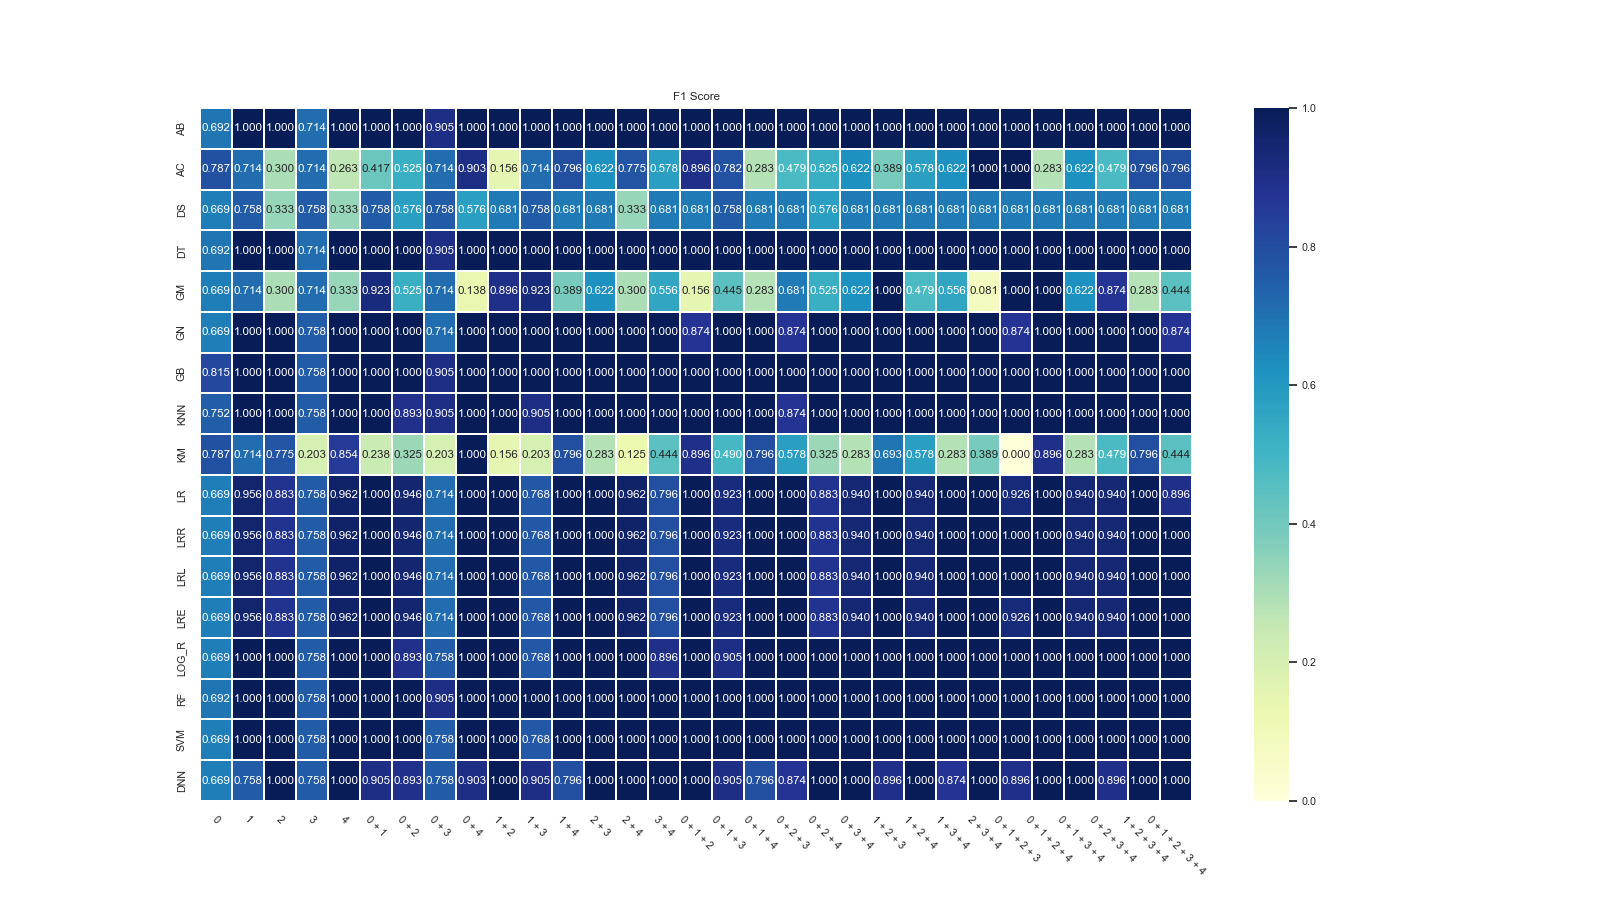 F1 Score
AB 0.692 1.000 1.000 0.714 1.000 1.000 1.000 0.905 1.000 1.000 1.000 1.000 1.000 1.000 1.000 1.000 1.000 1.000 1.000 1.000 1.000 1.000 1.000 1.000 1.000 1.000 1.000 1.000 1.000 1.000 1.000
AC 0.787 0.714 0.300 0.714 0.263 0.417 0.525 0.714 0.903 0.156 0.714 0.796 0.622 0.775 0.578 0.896 0.782 0.283 0.479 0.525 0.622 0.389 0.578 0.622 1.000 1.000 0.283 0.622 0.479 0.796 0.796
DS 0.669 0.758 0.333 0.758 0.333 0.758 0.576 0.758 0.576 0.681 0.758 0.681 0.681 0.333 0.681 0.681 0.758 0.681 0.681 0.576 0.681 0.681 0.681 0.681 0.681 0.681 0.681 0.681 0.681 0.681 0.681
DT 0.692 1.000 1.000 0.714 1.000 1.000 1.000 0.905 1.000 1.000 1.000 1.000 1.000 1.000 1.000 1.000 1.000 1.000 1.000 1.000 1.000 1.000 1.000 1.000 1.000 1.000 1.000 1.000 1.000 1.000 1.000
GM 0.669 0.714 0.300 0.714 0.333 0.923 0.525 0.714 0.138 0.896 0.923 0.389 0.622 0.300 0.556 0.156 0.445 0.283 0.681 0.525 0.622 1.000 0.479 0.556 0.081 1.000 1.000 0.622 0.874 0.283 0.444
GN 0.669 1.000 1.000 0.758 1.000 1.000 1.000 0.714 1.000 1.000 1.000 1.000 1.000 1.000 1.000 0.874 1.000 1.000 0.874 1.000 1.000 1.000 1.000 1.000 1.000 0.874 1.000 1.000 1.000 1.000 0.874
GB 0.815 1.000 1.000 0.758 1.000 1.000 1.000 0.905 1.000 1.000 1.000 1.000 1.000 1.000 1.000 1.000 1.000 1.000 1.000 1.000 1.000 1.000 1.000 1.000 1.000 1.000 1.000 1.000 1.000 1.000 1.000
KNN 0.752 1.000 1.000 0.758 1.000 1.000 0.893 0.905 1.000 1.000 0.905 1.000 1.000 1.000 1.000 1.000 1.000 1.000 0.874 1.000 1.000 1.000 1.000 1.000 1.000 1.000 1.000 1.000 1.000 1.000 1.000
KM 0.787 0.714 0.775 0.203 0.854 0.238 0.325 0.203 1.000 0.156 0.203 0.796 0.283 0.125 0.444 0.896 0.490 0.796 0.578 0.325 0.283 0.693 0.578 0.283 0.389 0.000 0.896 0.283 0.479 0.796 0.444
LR 0.669 0.956 0.883 0.758 0.962 1.000 0.946 0.714 1.000 1.000 0.768 1.000 1.000 0.962 0.796 1.000 0.923 1.000 1.000 0.883 0.940 1.000 0.940 1.000 1.000 0.926 1.000 0.940 0.940 1.000 0.896
LRR 0.669 0.956 0.883 0.758 0.962 1.000 0.946 0.714 1.000 1.000 0.768 1.000 1.000 0.962 0.796 1.000 0.923 1.000 1.000 0.883 0.940 1.000 0.940 1.000 1.000 1.000 1.000 0.940 0.940 1.000 1.000
LRL 0.669 0.956 0.883 0.758 0.962 1.000 0.946 0.714 1.000 1.000 0.768 1.000 1.000 0.962 0.796 1.000 0.923 1.000 1.000 0.883 0.940 1.000 0.940 1.000 1.000 1.000 1.000 0.940 0.940 1.000 1.000
LRE 0.669 0.956 0.883 0.758 0.962 1.000 0.946 0.714 1.000 1.000 0.768 1.000 1.000 0.962 0.796 1.000 0.923 1.000 1.000 0.883 0.940 1.000 0.940 1.000 1.000 0.926 1.000 0.940 0.940 1.000 1.000
LOG_R 0.669 1.000 1.000 0.758 1.000 1.000 0.893 0.758 1.000 1.000 0.768 1.000 1.000 1.000 0.896 1.000 0.905 1.000 1.000 1.000 1.000 1.000 1.000 1.000 1.000 1.000 1.000 1.000 1.000 1.000 1.000
RF 0.692 1.000 1.000 0.758 1.000 1.000 1.000 0.905 1.000 1.000 1.000 1.000 1.000 1.000 1.000 1.000 1.000 1.000 1.000 1.000 1.000 1.000 1.000 1.000 1.000 1.000 1.000 1.000 1.000 1.000 1.000
SVM 0.669 1.000 1.000 0.758 1.000 1.000 1.000 0.758 1.000 1.000 0.768 1.000 1.000 1.000 1.000 1.000 1.000 1.000 1.000 1.000 1.000 1.000 1.000 1.000 1.000 1.000 1.000 1.000 1.000 1.000 1.000
DNN 0.669 0.758 1.000 0.758 1.000 0.905 0.893 0.758 0.903 1.000 0.905 0.796 1.000 1.000 1.000 1.000 0.905 0.796 0.874 1.000 1.000 0.896 1.000 0.874 1.000 0.896 1.000 1.000 0.896 1.000 1.000
0
1
2
3
4
0 + 1
0 + 2
0 + 3
0 + 4
1 + 2
1 + 3
1 + 4
2 + 3
2 + 4
3 + 4
0 + 1 + 2
0 + 1 + 3
0 + 1 + 4
0 + 2 + 3
0 + 2 + 4
0 + 3 + 4
1 + 2 + 3
1 + 2 + 4
1 + 3 + 4
2 + 3 + 4
0 + 1 + 2 + 3
0 + 1 + 2 + 4
0 + 1 + 3 + 4
0 + 2 + 3 + 4
1 + 2 + 3 + 4
0 + 1 + 2 + 3 + 4
1.0
0.8
0.6
0.4
0.2
0.0